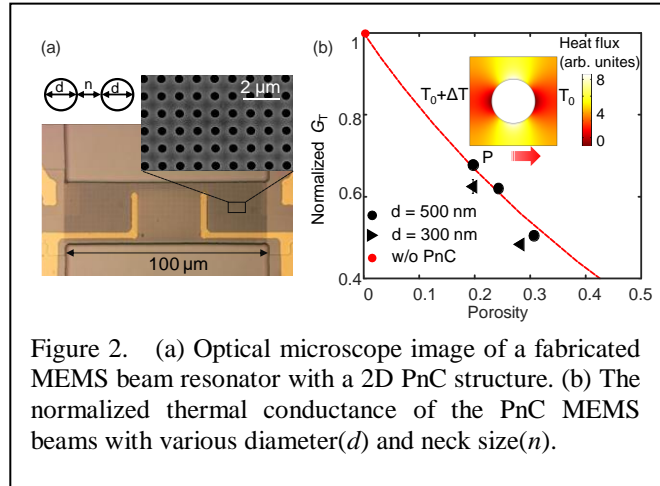 (a)
d n d
2 μm
100 μm
(b)
Normalized G_T
1
0.8
0.6
0.4
0 0.1 0.2 0.3 0.4 0.5
Porosity
Heat flux
(arb. unites)
8
6
4
2
0
T₀+ΔT
T₀
P
d = 500 nm
d = 300 nm
w/o PnC
Figure 2. (a) Optical microscope image of a fabricated
MEMS beam resonator with a 2D PnC structure. (b) The
normalized thermal conductance of the PnC MEMS
beams with various diameter(d) and neck size(n).